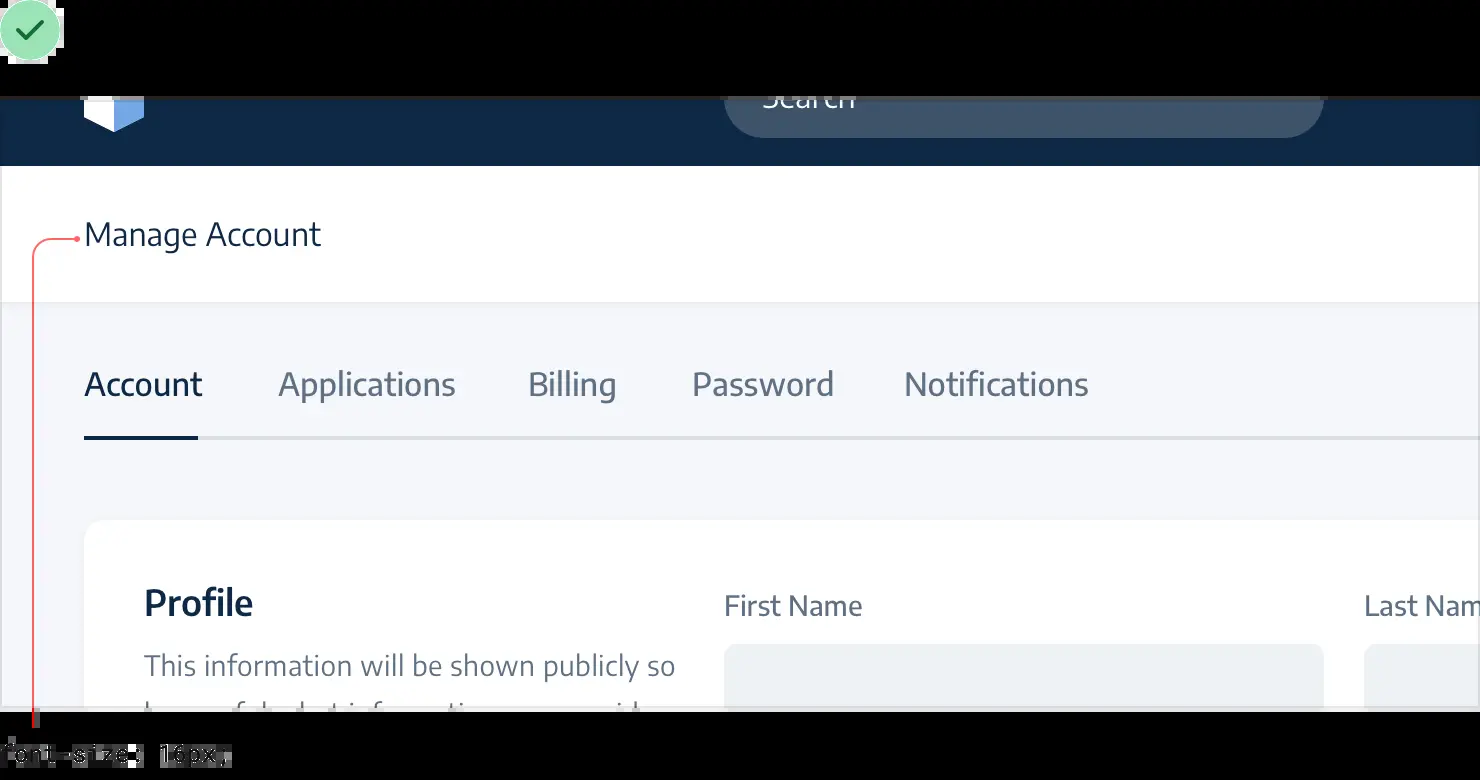 Search
Manage Account
Account Applications Billing Password Notifications
Profile
First Name
Last Nam
This information will be shown publicly so
font-size: 16px;